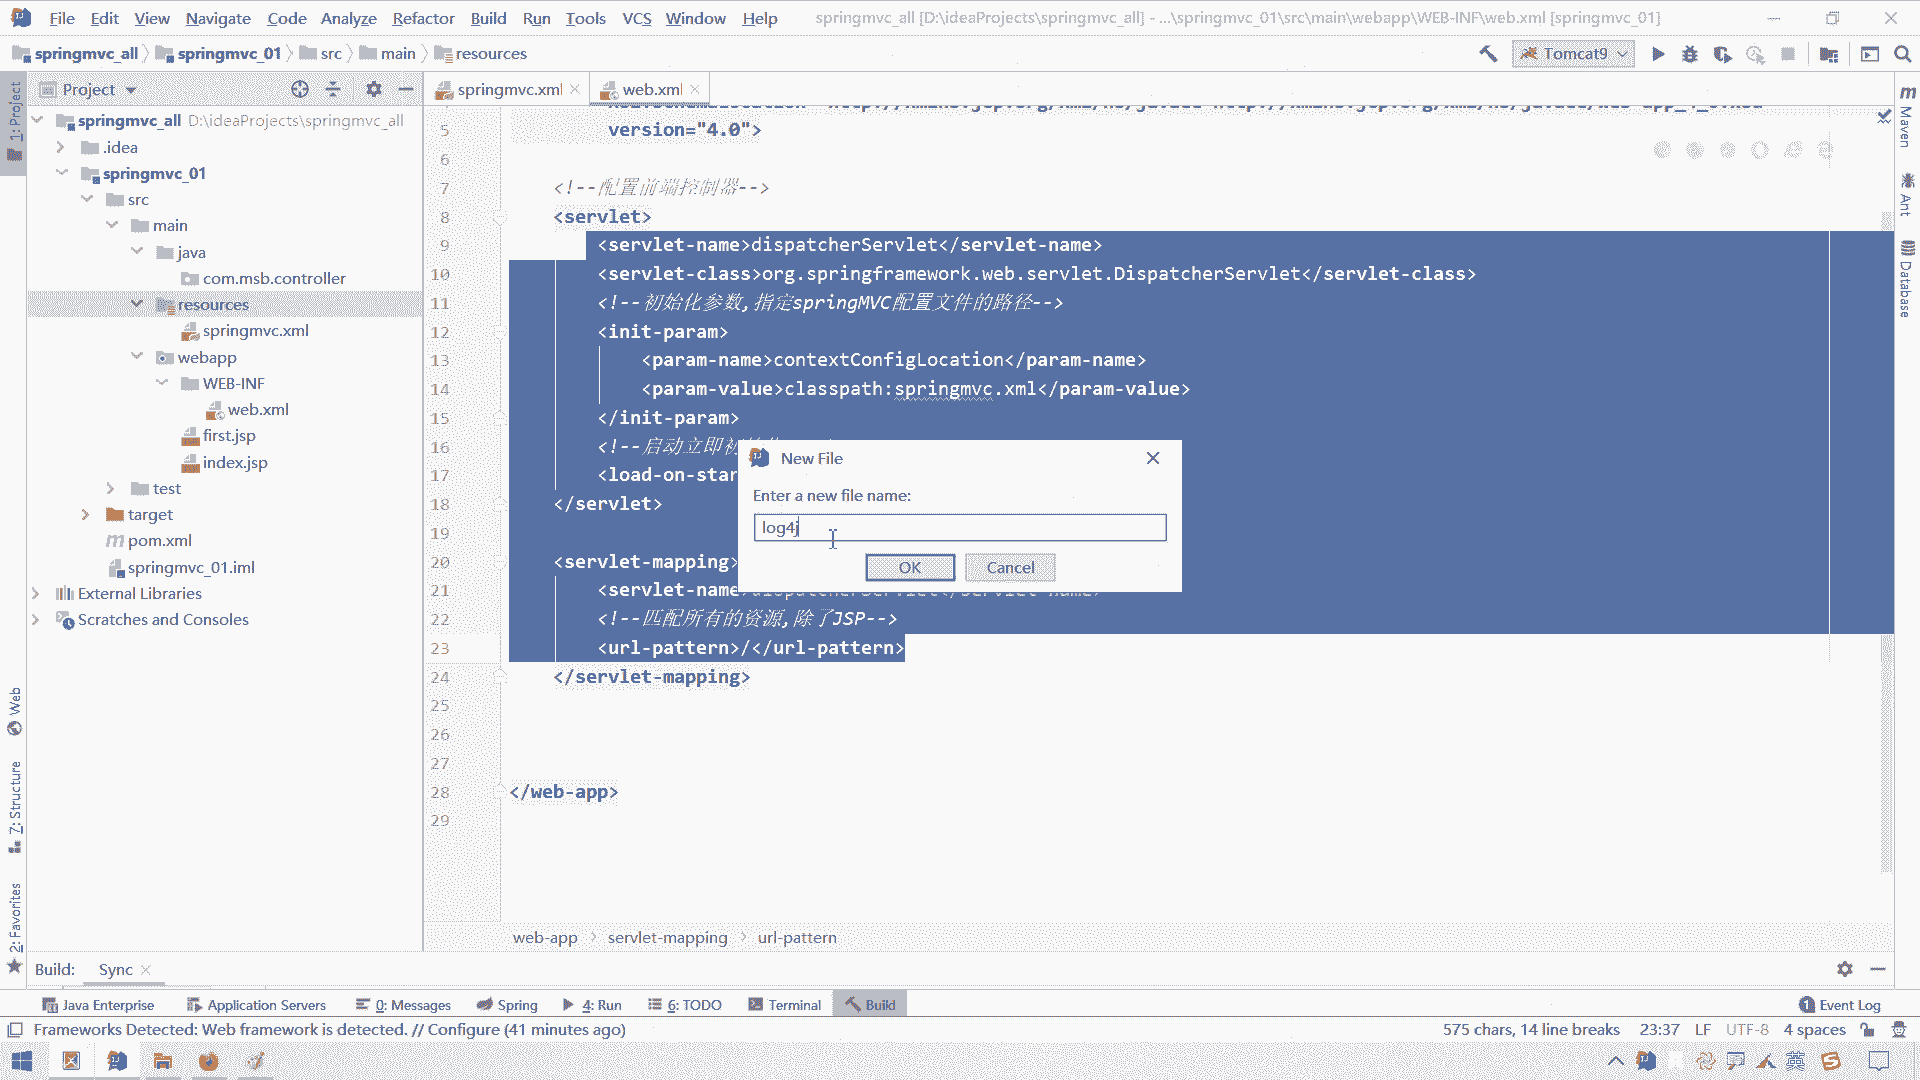 File Edit View Navigate Code Analyze Refactor Build Run Tools VCS Window Help springmvc_all [D:\ideaProjects\springmvc_all] - ...\springmvc_01\src\main\webapp\WEB-INF\web.xml [springmvc_01]
springmvc_all springmvc_01 src main resources Tomcat9
Project springmvc.xml web.xml
springmvc_all D:\ideaProjects\springmvc_all
.idea
springmvc_01
src
main
java
com.msb.controller
resources
springmvc.xml
webapp
WEB-INF
web.xml
first.jsp
index.jsp
test
target
pom.xml
springmvc_01.iml
External Libraries
Scratches and Consoles
1: Project
Web
7: Structure
2: Favorites
5 version="4.0">
6
7 <!--配置前端控制器-->
8 <servlet>
9 <servlet-name>dispatcherServlet</servlet-name>
10 <servlet-class>org.springframework.web.servlet.DispatcherServlet</servlet-class>
11 <!--初始化参数,指定springMVC配置文件的路径-->
12 <init-param>
13 <param-name>contextConfigLocation</param-name>
14 <param-value>classpath:springmvc.xml</param-value>
15 </init-param>
16 <!--启动立即初
17 <load-on-star
18 </servlet>
19
20 <servlet-mapping>
21 <servlet-name
22 <!--匹配所有的资源,除了JSP-->
23 <url-pattern>/</url-pattern>
24 </servlet-mapping>
25
26
27
28 </web-app>
29
New File
Enter a new file name:
log4j
OK Cancel
Maven
Ant
Database
web-app servlet-mapping url-pattern
Build: Sync
Java Enterprise Application Servers 0: Messages Spring 4: Run 6: TODO Terminal Build 1 Event Log
Frameworks Detected: Web framework is detected. // Configure (41 minutes ago) 575 chars, 14 line breaks 23:37 LF UTF-8 4 spaces
英